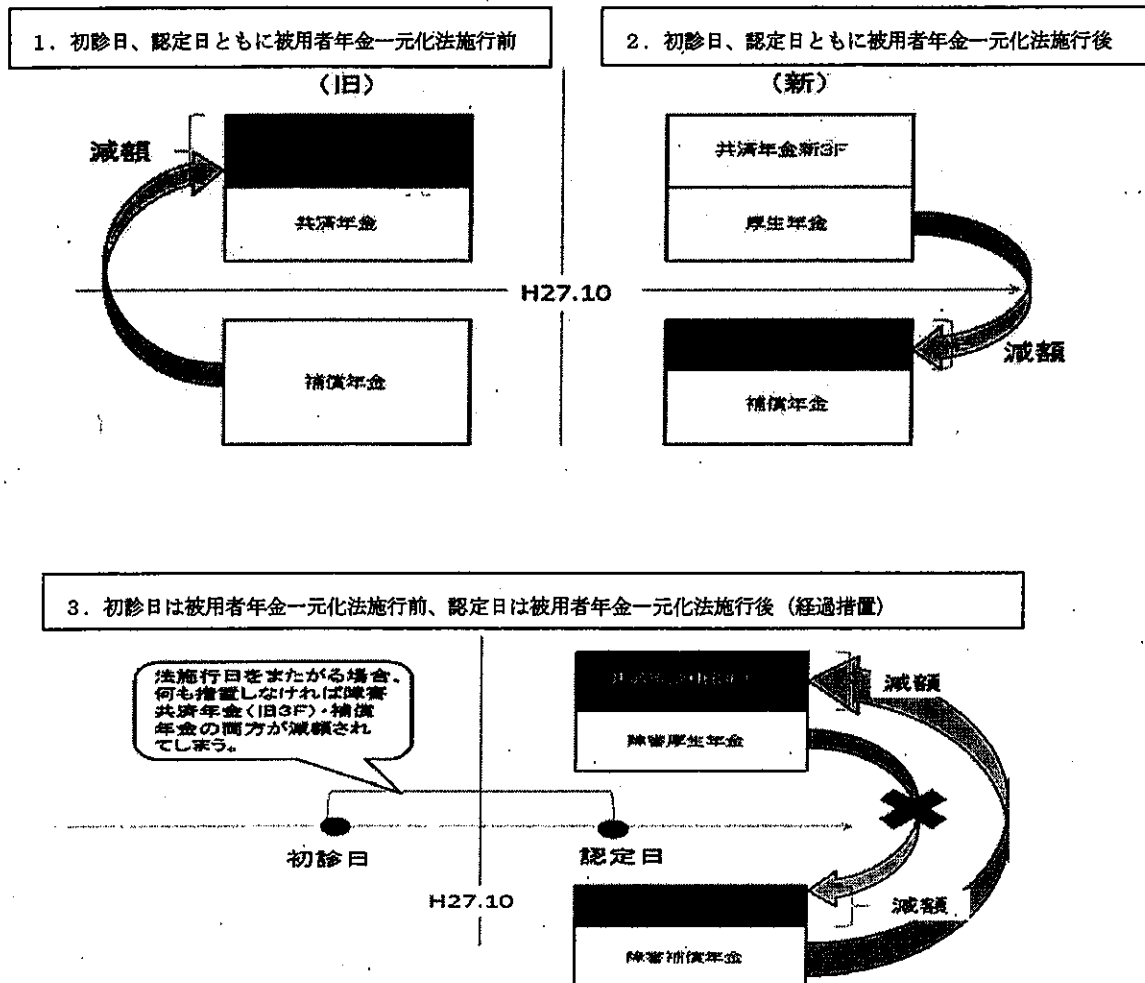 1．初診日、認定日ともに被用者年金一元化法施行前
2．初診日、認定日ともに被用者年金一元化法施行後
（旧）
（新）
減額
共済年金
補償年金
共済年金新3F
厚生年金
H27.10
減額
補償年金
3．初診日は被用者年金一元化法施行前、認定日は被用者年金一元化法施行後（経過措置）
法施行日をまたがる場合、
何も措置しなければ障害
共済年金(旧3F)・補償
年金の両方が減額され
てしまう。
減額
障害厚生年金
初診日
認定日
H27.10
減額
障害補償年金